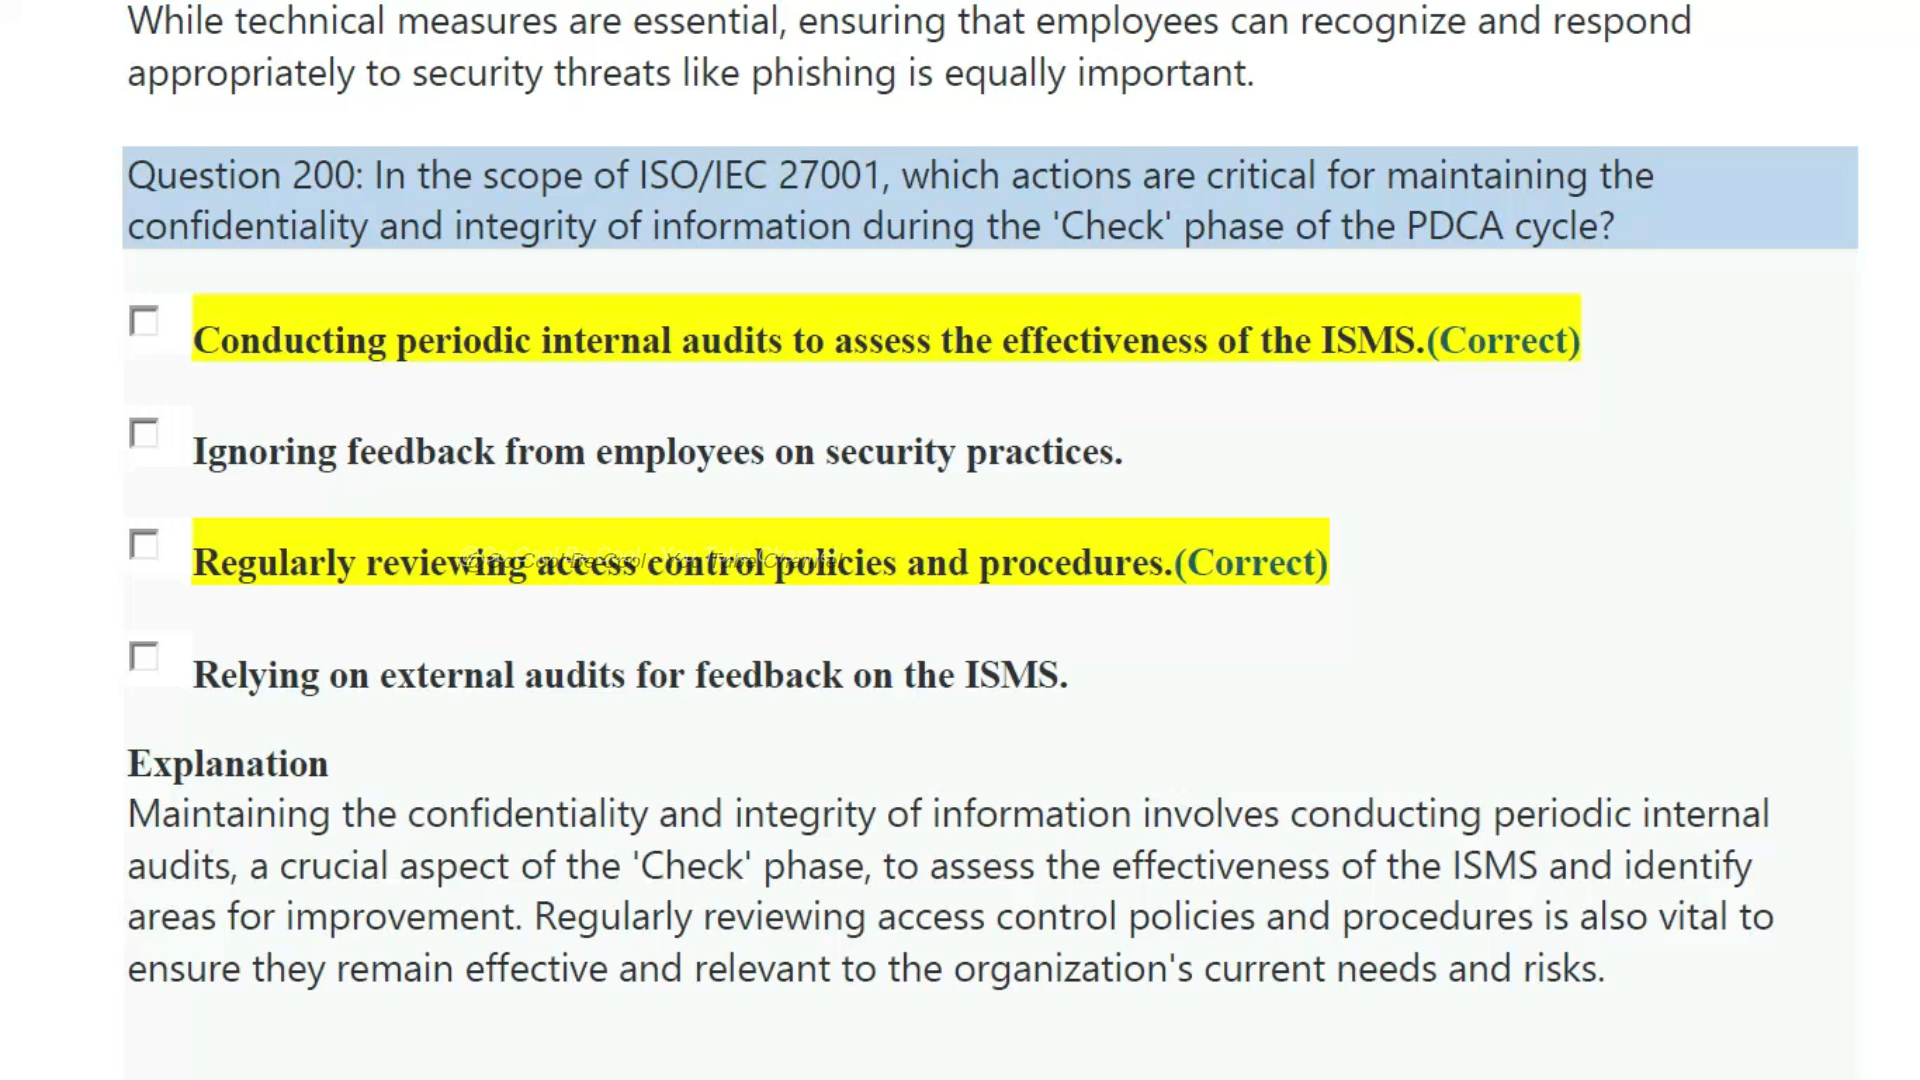 While technical measures are essential, ensuring that employees can recognize and respond
appropriately to security threats like phishing is equally important.
Question 200: In the scope of ISO/IEC 27001, which actions are critical for maintaining the
confidentiality and integrity of information during the 'Check' phase of the PDCA cycle?
Conducting periodic internal audits to assess the effectiveness of the ISMS.(Correct)
Ignoring feedback from employees on security practices.
Regularly reviewing access control policies and procedures.(Correct)
Relying on external audits for feedback on the ISMS.
Explanation
Maintaining the confidentiality and integrity of information involves conducting periodic internal
audits, a crucial aspect of the 'Check' phase, to assess the effectiveness of the ISMS and identify
areas for improvement. Regularly reviewing access control policies and procedures is also vital to
ensure they remain effective and relevant to the organization's current needs and risks.